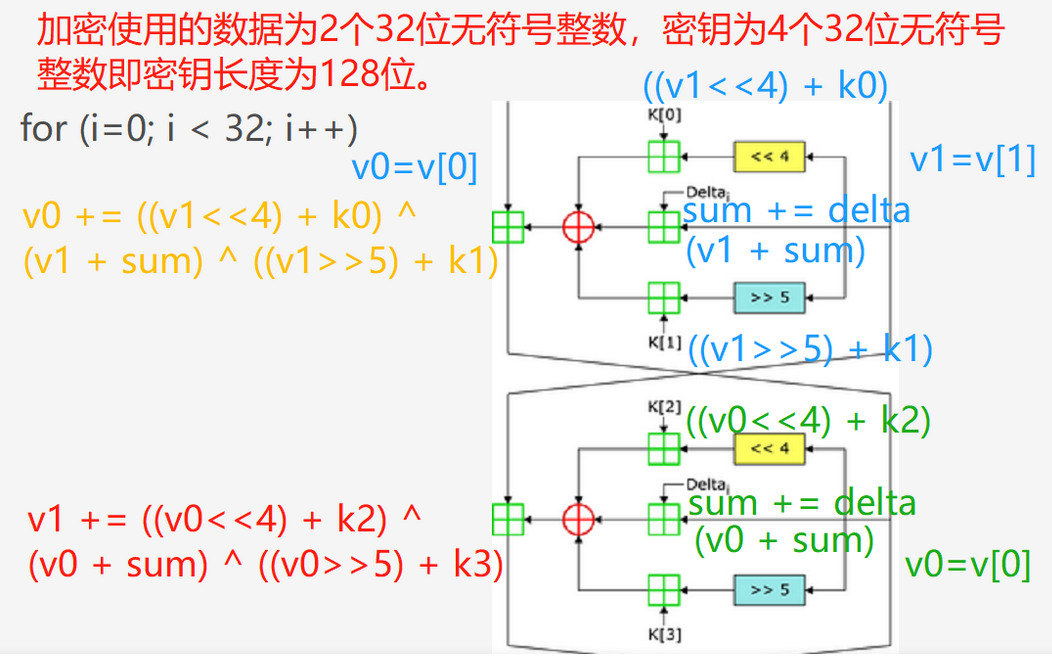 加密使用的数据为2个32位无符号整数，密钥为4个32位无符号
整数即密钥长度为128位。
((v1<<4) + k0)
for (i=0; i < 32; i++)
K[0]
v0=v[0]
<< 4
v1=v[1]
Delta i
v0 += ((v1<<4) + k0) ^
sum += delta
(v1 + sum) ^ ((v1>>5) + k1)
(v1 + sum)
>> 5
K[1]
((v1>>5) + k1)
K[2]
((v0<<4) + k2)
<< 4
Delta i
sum += delta
v1 += ((v0<<4) + k2) ^
(v0 + sum)
(v0 + sum) ^ ((v0>>5) + k3)
v0=v[0]
>> 5
K[3]